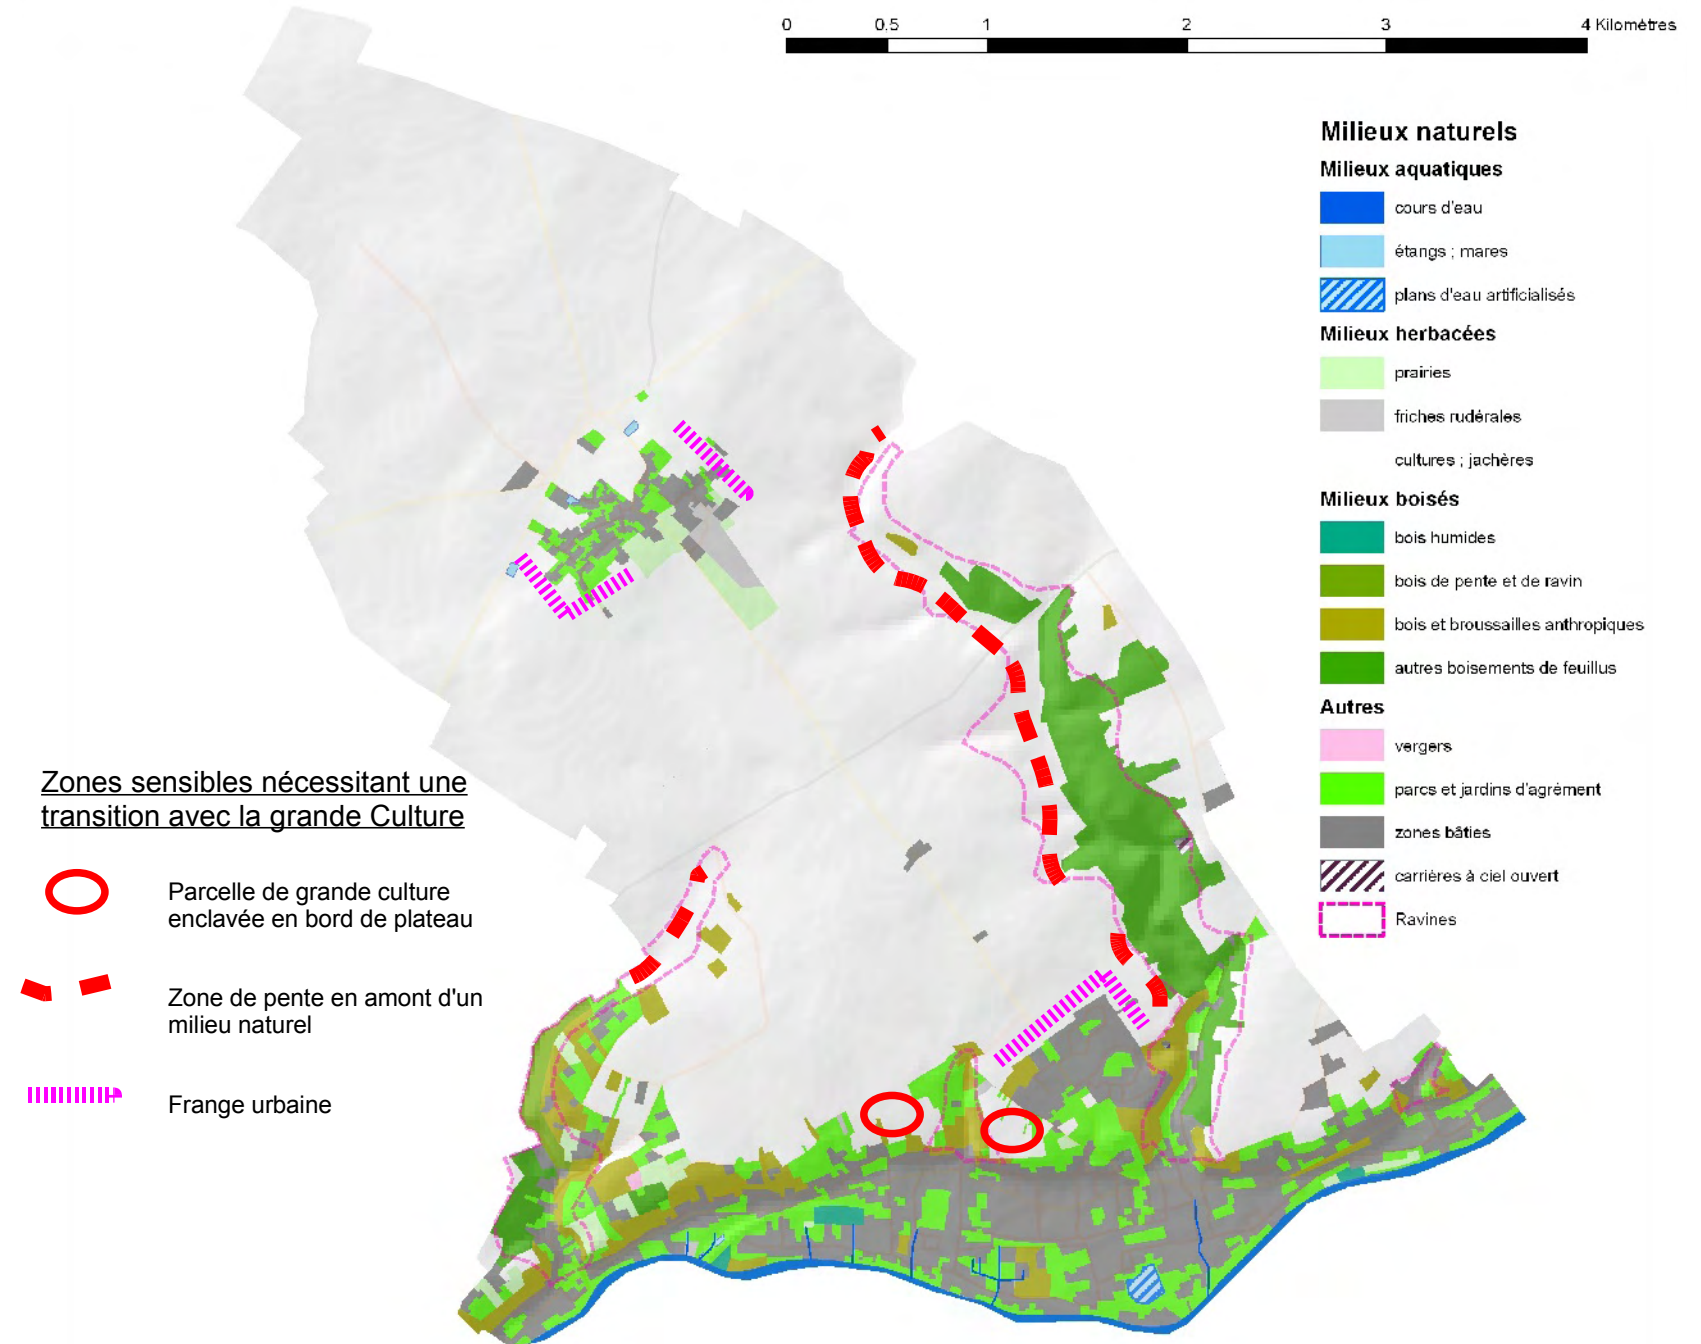 0 0.5 1 2 3 4 Kilomètres
Milieux naturels
Milieux aquatiques
cours d'eau
étangs ; mares
plans d'eau artificialisés
Milieux herbacées
prairies
friches rudérales
cultures ; jachères
Milieux boisés
bois humides
bois de pente et de ravin
bois et broussailles anthropiques
autres boisements de feuillus
Autres
vergers
parcs et jardins d'agrément
zones bâties
carrières à ciel ouvert
Ravines
Zones sensibles nécessitant une
transition avec la grande Culture
Parcelle de grande culture
enclavée en bord de plateau
Zone de pente en amont d'un
milieu naturel
Frange urbaine